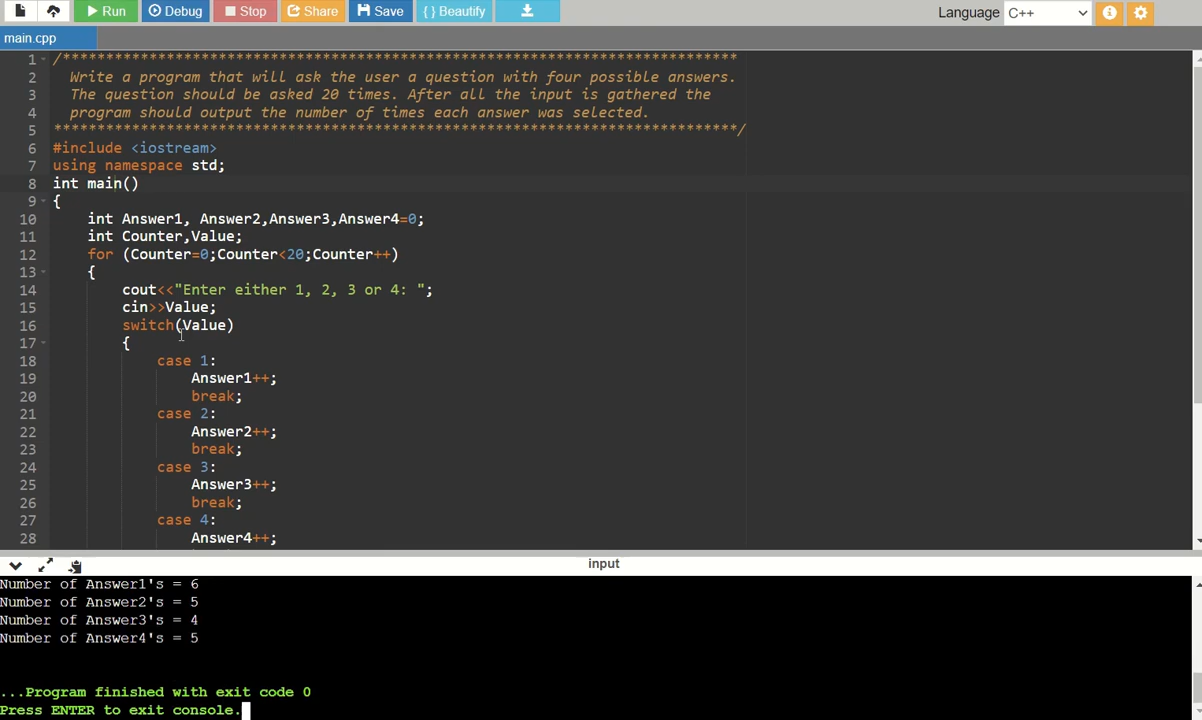 Run Debug Stop Share Save { } Beautify Language C++
main.cpp
1 /******************************************************************************
2 Write a program that will ask the user a question with four possible answers.
3 The question should be asked 20 times. After all the input is gathered the
4 program should output the number of times each answer was selected.
5 *******************************************************************************/
6 #include <iostream>
7 using namespace std;
8 int main()
9 {
10 int Answer1, Answer2,Answer3,Answer4=0;
11 int Counter,Value;
12 for (Counter=0;Counter<20;Counter++)
13 {
14 cout<<"Enter either 1, 2, 3 or 4: ";
15 cin>>Value;
16 switch(Value)
17 {
18 case 1:
19 Answer1++;
20 break;
21 case 2:
22 Answer2++;
23 break;
24 case 3:
25 Answer3++;
26 break;
27 case 4:
28 Answer4++;
input
Number of Answer1's = 6
Number of Answer2's = 5
Number of Answer3's = 4
Number of Answer4's = 5
...Program finished with exit code 0
Press ENTER to exit console.